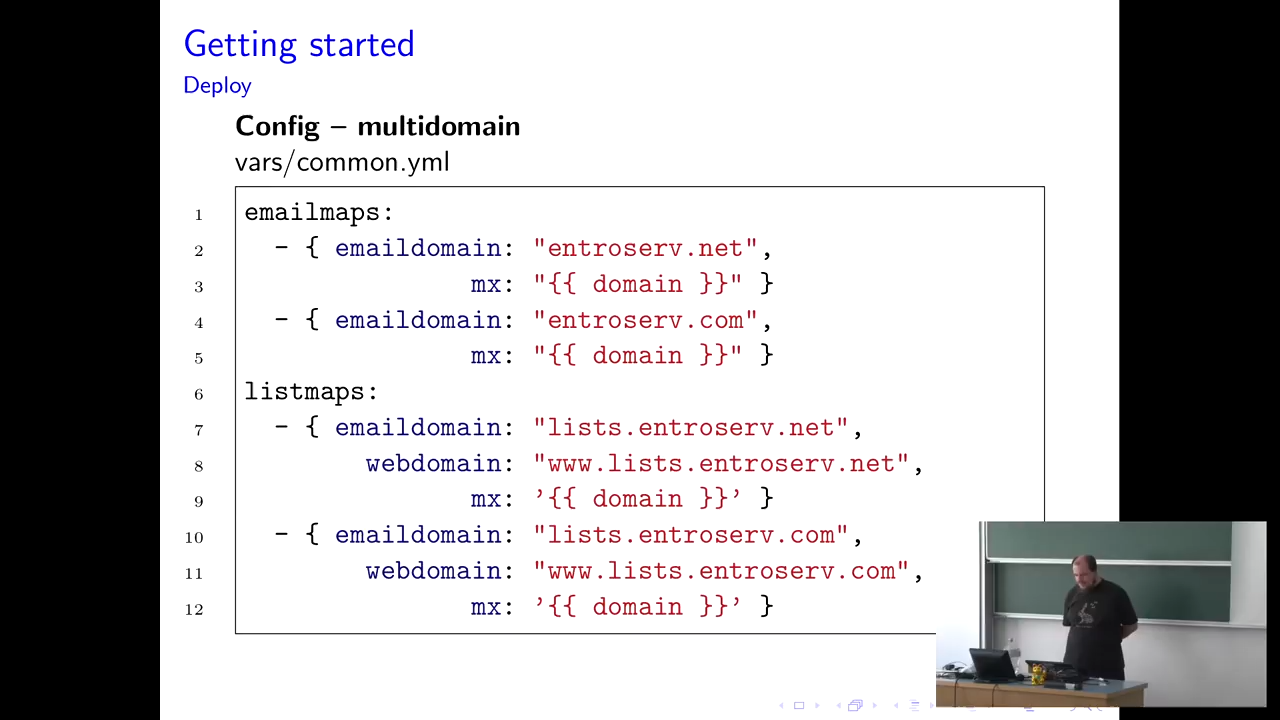 Getting started
Deploy
Config – multidomain
vars/common.yml
1 emailmaps:
2 - { emaildomain: "entroserv.net",
3 mx: "{{ domain }}" }
4 - { emaildomain: "entroserv.com",
5 mx: "{{ domain }}" }
6 listmaps:
7 - { emaildomain: "lists.entroserv.net",
8 webdomain: "www.lists.entroserv.net",
9 mx: ’{{ domain }}’ }
10 - { emaildomain: "lists.entroserv.com",
11 webdomain: "www.lists.entroserv.com",
12 mx: ’{{ domain }}’ }